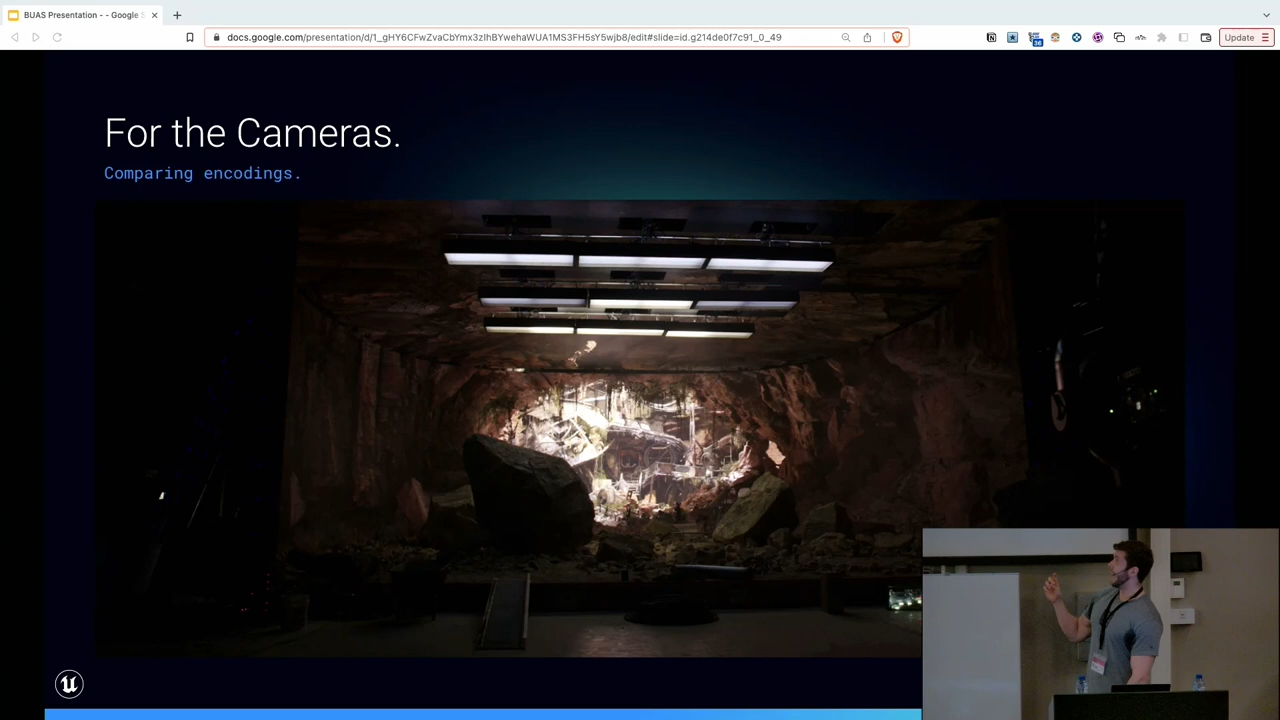 BUAS Presentation - - Google S
docs.google.com/presentation/d/1_gHY6CFwZvaCbYmx3zIhBYwehaWUA1MS3FH5sY5wjb8/edit#slide=id.g214de0f7c91_0_49
Update
For the Cameras.
Comparing encodings.